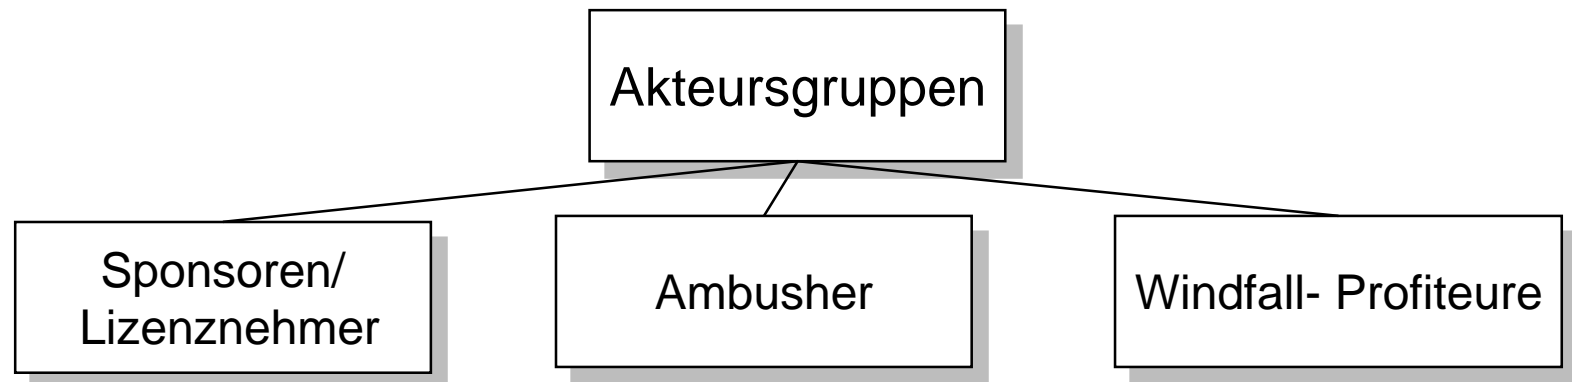 Akteursgruppen
Sponsoren/
Lizenznehmer
Ambusher
Windfall- Profiteure